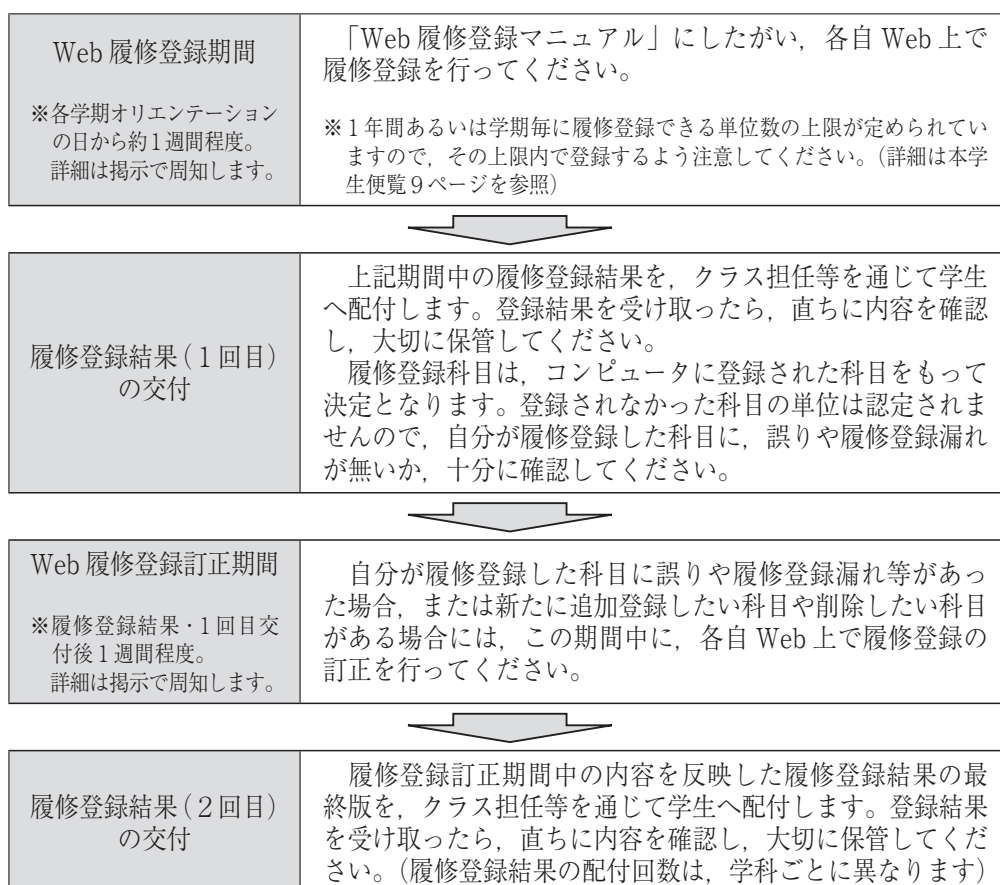 Web 履修登録期間
※各学期オリエンテーション
の日から約1週間程度。
詳細は掲示で周知します。
「Web 履修登録マニュアル」にしたがい，各自 Web 上で
履修登録を行ってください。
※１年間あるいは学期毎に履修登録できる単位数の上限が定められてい
ますので，その上限内で登録するよう注意してください。（詳細は本学
生便覧９ページを参照）
履修登録結果（１回目）
の交付
上記期間中の履修登録結果を，クラス担任等を通じて学生
へ配付します。登録結果を受け取ったら，直ちに内容を確認
し，大切に保管してください。
履修登録科目は，コンピュータに登録された科目をもって
決定となります。登録されなかった科目の単位は認定されま
せんので，自分が履修登録した科目に，誤りや履修登録漏れ
が無いか，十分に確認してください。
Web 履修登録訂正期間
※履修登録結果・１回目交
付後１週間程度。
詳細は掲示で周知します。
自分が履修登録した科目に誤りや履修登録漏れ等があっ
た場合，または新たに追加登録したい科目や削除したい科目
がある場合には，この期間中に，各自 Web 上で履修登録の
訂正を行ってください。
履修登録結果（２回目）
の交付
履修登録訂正期間中の内容を反映した履修登録結果の最
終版を，クラス担任等を通じて学生へ配付します。登録結果
を受け取ったら，直ちに内容を確認し，大切に保管してくだ
さい。（履修登録結果の配付回数は，学科ごとに異なります）